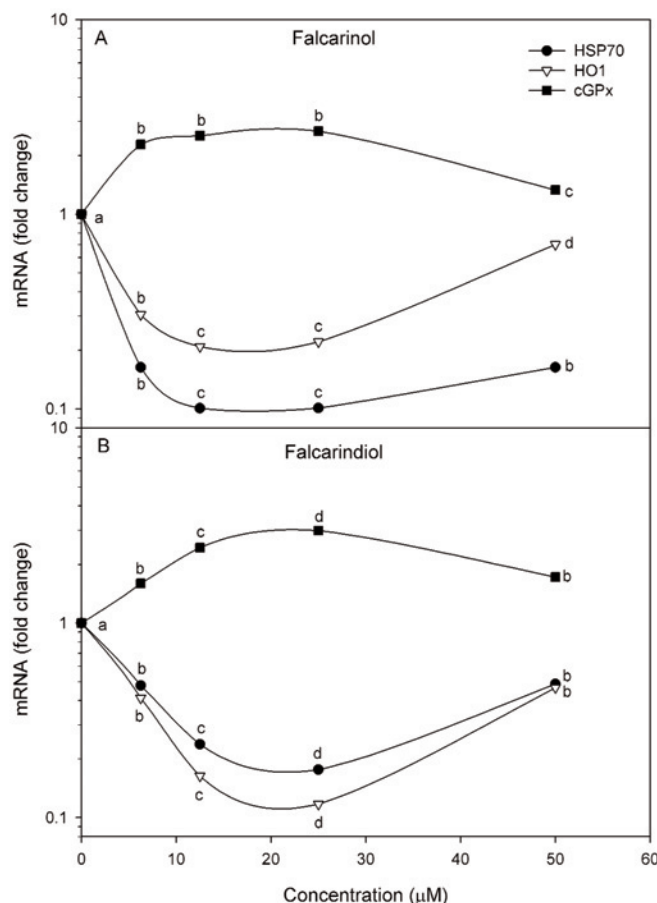 10
A
Falcarinol
HSP70
HO1
cGPx
b
b
b
mRNA (fold change)
1
a
c
d
b
c
c
b
c
c
b
0.1
10
B
Falcarindiol
d
c
b
b
mRNA (fold change)
1
a
b
b
b
b
c
d
c
d
0.1
0
10
20
30
40
50
60
Concentration (µM)